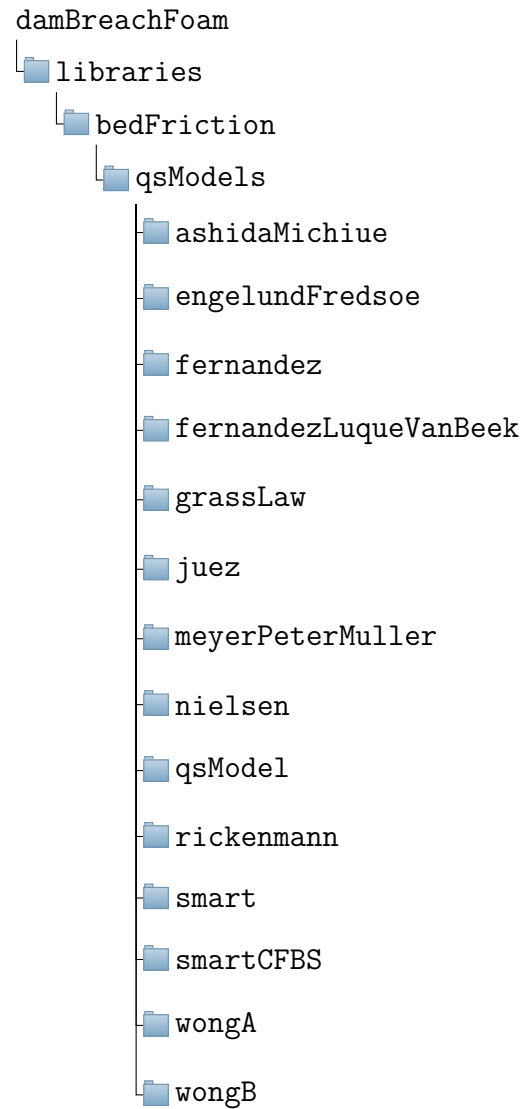 damBreachFoam
libraries
bedFriction
qsModels
ashidaMichiue
engelundFredsoe
fernandez
fernandezLuqueVanBeek
grassLaw
juez
meyerPeterMuller
nielsen
qsModel
rickenmann
smart
smartCFBS
wongA
wongB